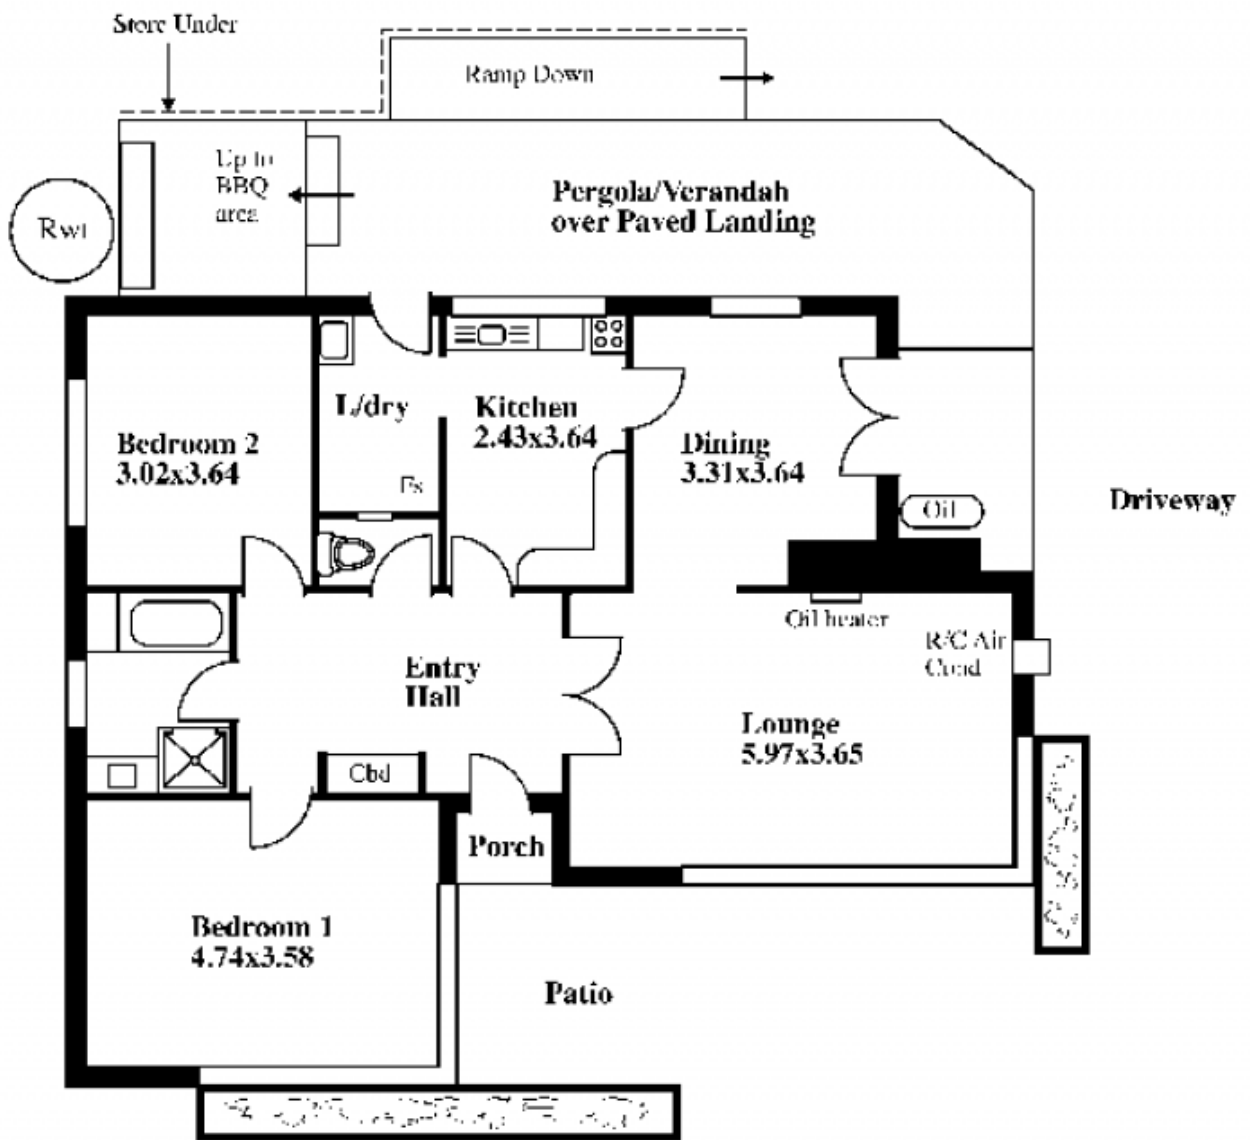 Store Under
Ramp Down
Up to
BBQ
area
Pergola/Verandah
over Paved Landing
Rwt
L/dry
Kitchen
2.43x3.64
Bedroom 2
3.02x3.64
Dining
3.31x3.64
Fs
Oil
Driveway
Oil heater
R/C Air
Cond
Entry
Hall
Lounge
5.97x3.65
Cbd
Porch
Bedroom 1
4.74x3.58
Patio